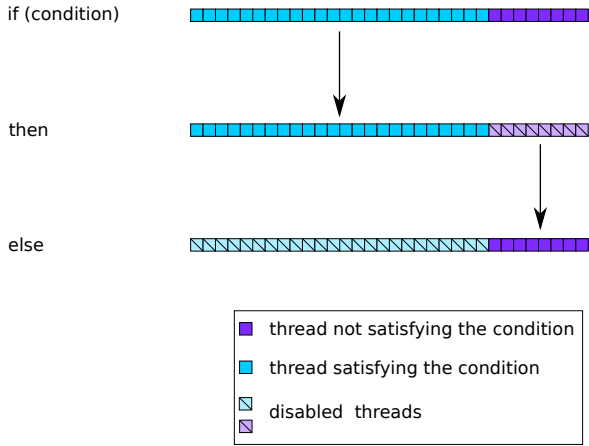 if (condition)
then
else
thread not satisfying the condition
thread satisfying the condition
disabled threads